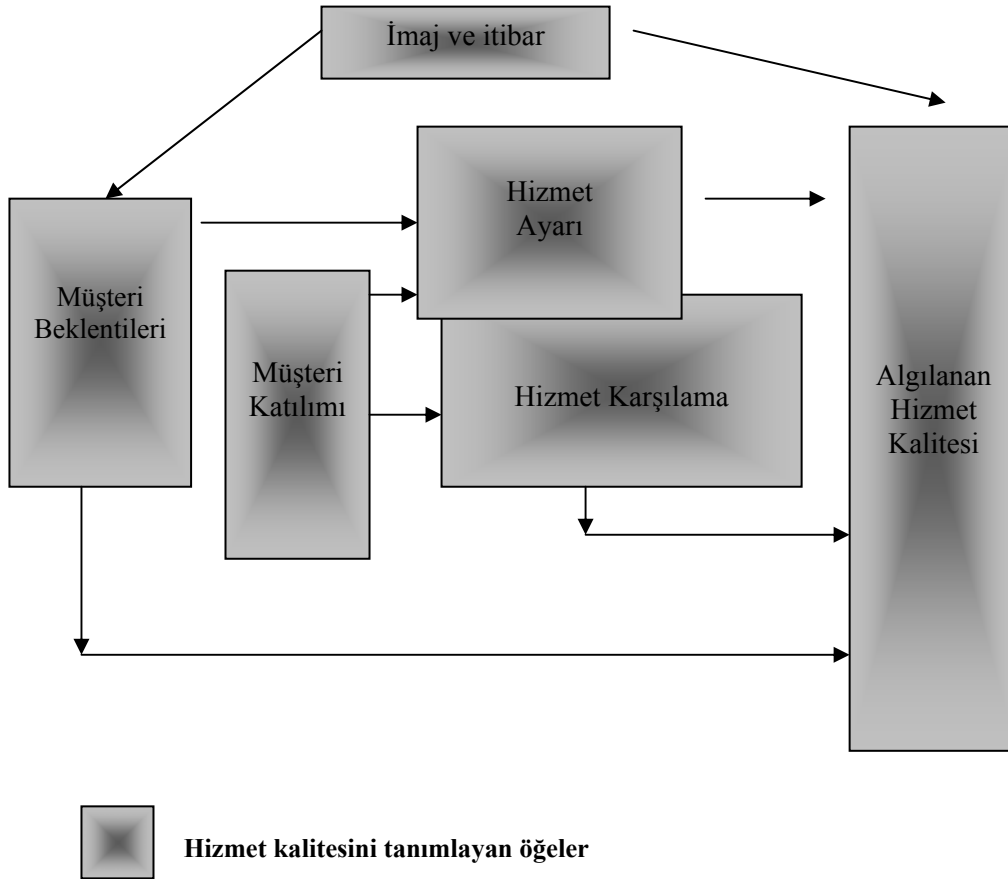 İmaj ve itibar
Hizmet
Ayarı
Müşteri
Beklentileri
Müşteri
Katılımı
Hizmet Karşılama
Algılanan
Hizmet
Kalitesi
Hizmet kalitesini tanımlayan öğeler